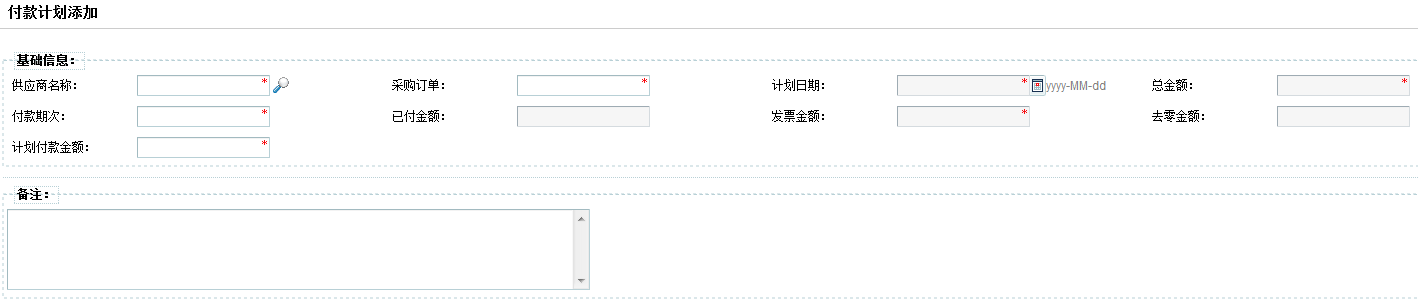 付款计划添加
基础信息：
供应商名称： * 采购订单： * 计划日期： * yyyy-MM-dd 总金额： *
付款期次： * 已付金额： 发票金额： * 去零金额：
计划付款金额： *
备注：